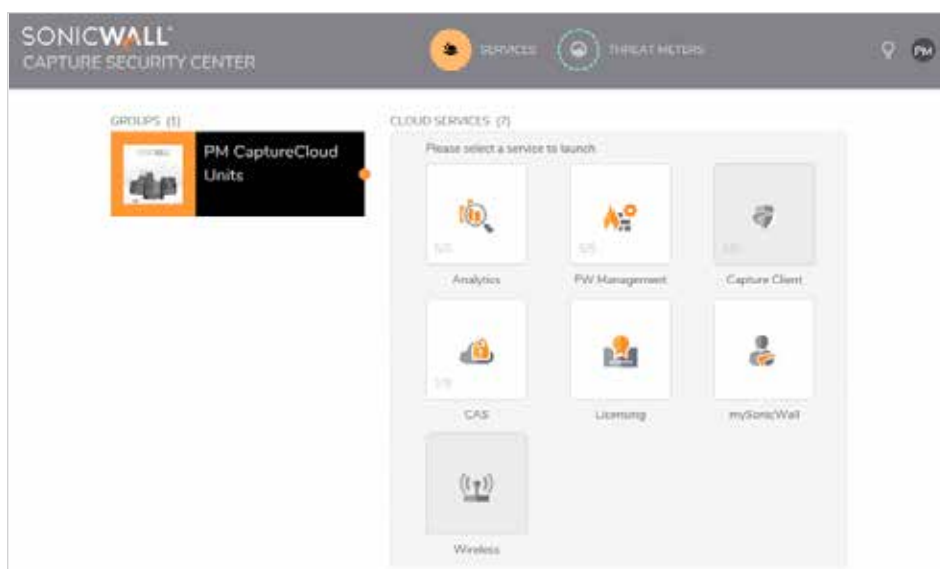 SONICWALL
CAPTURE SECURITY CENTER
SERVICES
THREAT METERS
PM
GROUPS (1)
CLOUD SERVICES (7)
PM CaptureCloud
Units
Please select a service to launch
Analytics
FW Management
Capture Client
CAS
Licensing
mySonicWall
Wireless